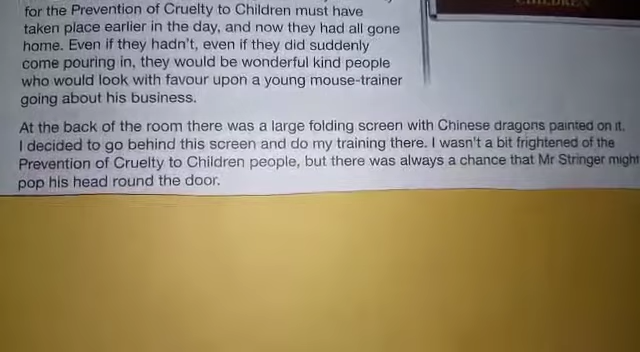 for the Prevention of Cruelty to Children must have
taken place earlier in the day, and now they had all gone
home. Even if they hadn't, even if they did suddenly
come pouring in, they would be wonderful kind people
who would look with favour upon a young mouse-trainer
going about his business.
At the back of the room there was a large folding screen with Chinese dragons painted on it.
I decided to go behind this screen and do my training there. I wasn't a bit frightened of the
Prevention of Cruelty to Children people, but there was always a chance that Mr Stringer might
pop his head round the door.